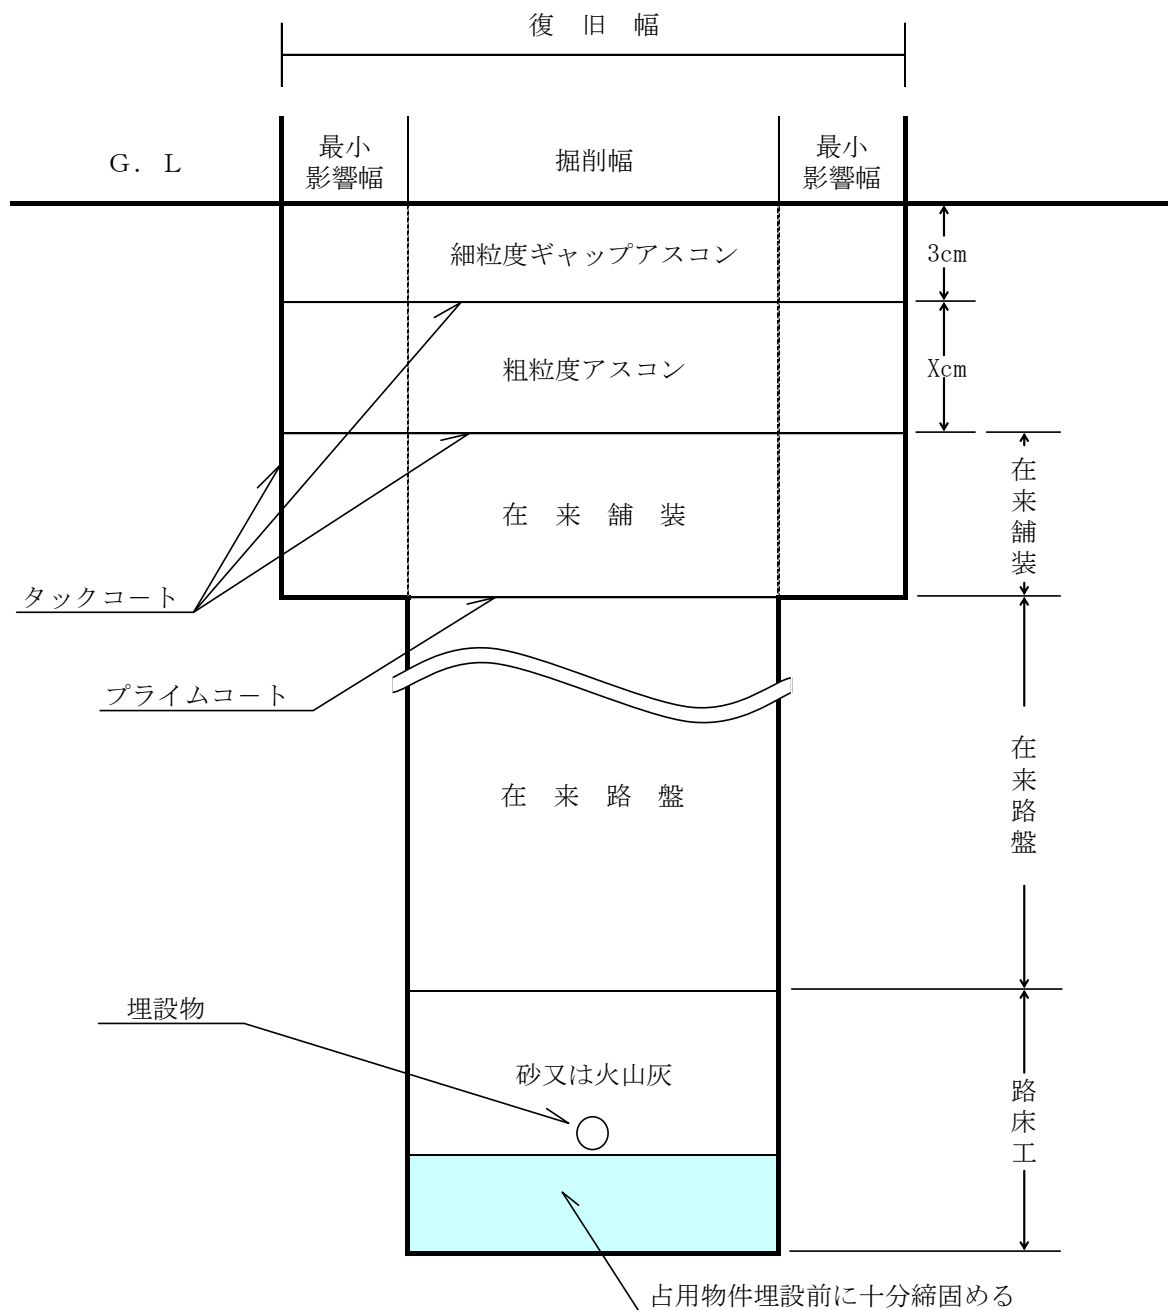 復 旧 幅
G. L
最小
影響幅
掘削幅
最小
影響幅
細粒度ギャップアスコン
3cm
粗粒度アスコン
Xcm
在 来 舗 装
在来舗装
タックコート
プライムコート
在 来 路 盤
在来路盤
埋設物
砂又は火山灰
路床工
占用物件埋設前に十分締固める